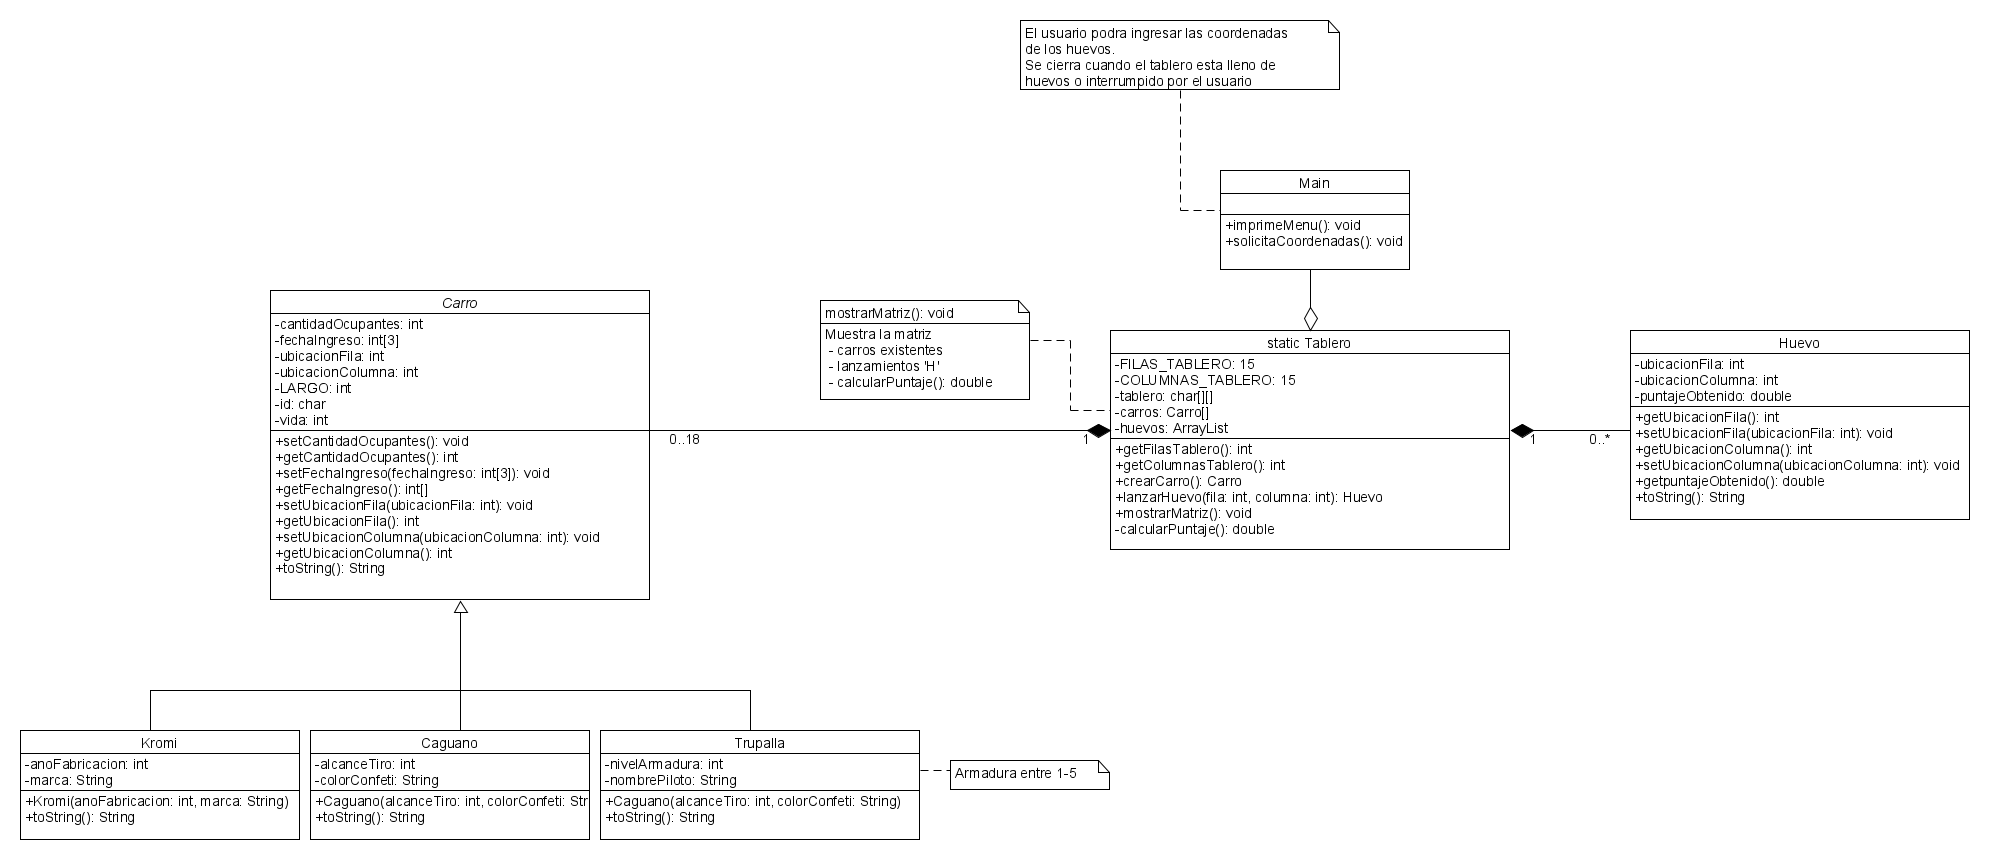 El usuario podra ingresar las coordenadas
de los huevos.
Se cierra cuando el tablero esta lleno de
huevos o interrumpido por el usuario
Main
+imprimeMenu(): void
+solicitaCoordenadas(): void
Carro
-cantidadOcupantes: int
-fechaIngreso: int[3]
-ubicacionFila: int
-ubicacionColumna: int
-LARGO: int
-id: char
-vida: int
+setCantidadOcupantes(): void
+getCantidadOcupantes(): int
+setFechaIngreso(fechaIngreso: int[3]): void
+getFechaIngreso(): int[]
+setUbicacionFila(ubicacionFila: int): void
+getUbicacionFila(): int
+setUbicacionColumna(ubicacionColumna: int): void
+getUbicacionColumna(): int
+toString(): String
0..18
1
mostrarMatriz(): void
Muestra la matriz
- carros existentes
- lanzamientos 'H'
- calcularPuntaje(): double
static Tablero
-FILAS_TABLERO: 15
-COLUMNAS_TABLERO: 15
-tablero: char[][]
-carros: Carro[]
-huevos: ArrayList
+getFilasTablero(): int
+getColumnasTablero(): int
+crearCarro(): Carro
+lanzarHuevo(fila: int, columna: int): Huevo
+mostrarMatriz(): void
-calcularPuntaje(): double
1
0..*
Huevo
-ubicacionFila: int
-ubicacionColumna: int
-puntajeObtenido: double
+getUbicacionFila(): int
+setUbicacionFila(ubicacionFila: int): void
+getUbicacionColumna(): int
+setUbicacionColumna(ubicacionColumna: int): void
+getpuntajeObtenido(): double
+toString(): String
Kromi
-anoFabricacion: int
-marca: String
+Kromi(anoFabricacion: int, marca: String)
+toString(): String
Caguano
-alcanceTiro: int
-colorConfeti: String
+Caguano(alcanceTiro: int, colorConfeti: Str
+toString(): String
Trupalla
-nivelArmadura: int
-nombrePiloto: String
+Caguano(alcanceTiro: int, colorConfeti: String)
+toString(): String
Armadura entre 1-5